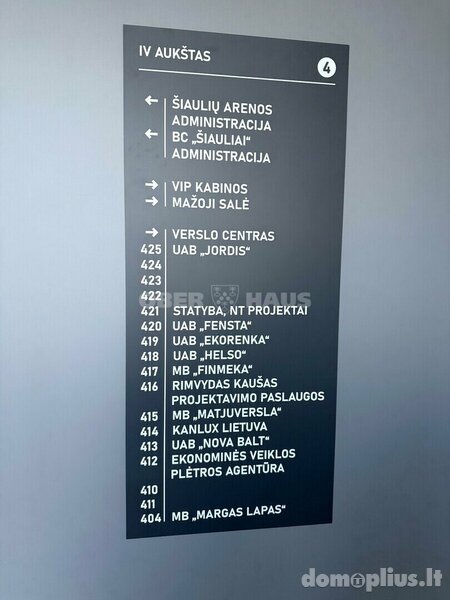 IV AUKŠTAS
4
← ŠIAULIŲ ARENOS
ADMINISTRACIJA
← BC „ŠIAULIAI“
ADMINISTRACIJA
→ VIP KABINOS
→ MAŽOJI SALĖ
→ VERSLO CENTRAS
425 UAB „JORDIS“
424
423
422
OBER HAUS
421 STATYBA, NT PROJEKTAI
420 UAB „FENSTA“
419 UAB „EKORENKA“
418 UAB „HELSO“
417 MB „FINMEKA“
416 RIMVYDAS KAUŠAS
PROJEKTAVIMO PASLAUGOS
415 MB „MATJUVERSLA“
414 KANLUX LIETUVA
413 UAB „NOVA BALT“
412 EKONOMINĖS VEIKLOS
PLĖTROS AGENTŪRA
410
411
404 MB „MARGAS LAPAS“
domoplius.lt